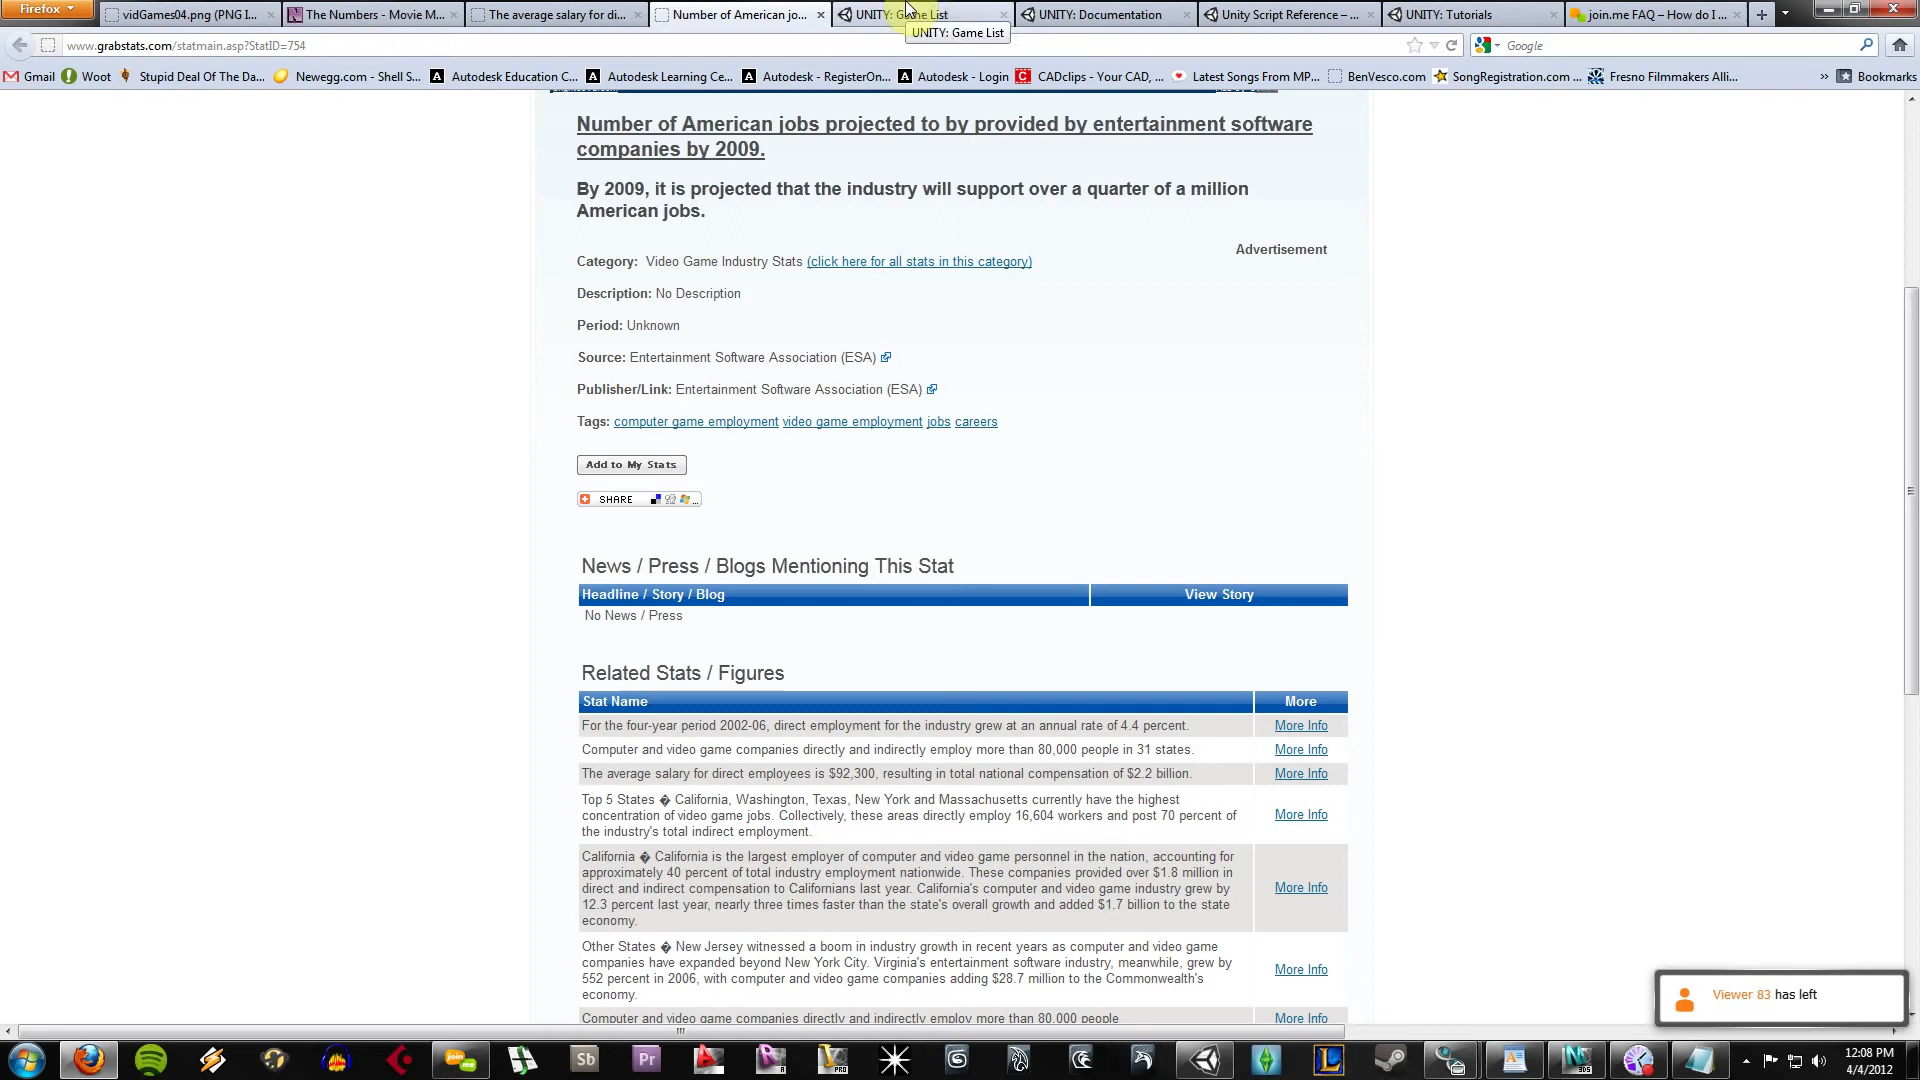 Firefox
vidGames04.png (PNG I...
The Numbers - Movie M...
The average salary for di...
Number of American jo...
UNITY: Game List
UNITY: Documentation
Unity Script Reference – ...
UNITY: Tutorials
join.me FAQ – How do I ...
UNITY: Game List
www.grabstats.com/statmain.asp?StatID=754
Google
Gmail
Woot
Stupid Deal Of The Da...
Newegg.com - Shell S...
Autodesk Education C...
Autodesk Learning Ce...
Autodesk - RegisterOn...
Autodesk - Login
CADclips - Your CAD, ...
Latest Songs From MP...
BenVesco.com
SongRegistration.com ...
Fresno Filmmakers Alli...
»
Bookmarks
Number of American jobs projected to by provided by entertainment software
companies by 2009.
By 2009, it is projected that the industry will support over a quarter of a million
American jobs.
Advertisement
Category: Video Game Industry Stats (click here for all stats in this category)
Description: No Description
Period: Unknown
Source: Entertainment Software Association (ESA)
Publisher/Link: Entertainment Software Association (ESA)
Tags: computer game employment video game employment jobs careers
Add to My Stats
SHARE
News / Press / Blogs Mentioning This Stat
Headline / Story / Blog View Story
No News / Press
Related Stats / Figures
Stat Name More
For the four-year period 2002-06, direct employment for the industry grew at an annual rate of 4.4 percent. More Info
Computer and video game companies directly and indirectly employ more than 80,000 people in 31 states. More Info
The average salary for direct employees is $92,300, resulting in total national compensation of $2.2 billion. More Info
Top 5 States � California, Washington, Texas, New York and Massachusetts currently have the highest
concentration of video game jobs. Collectively, these areas directly employ 16,604 workers and post 70 percent of
the industry's total indirect employment.
More Info
California � California is the largest employer of computer and video game personnel in the nation, accounting for
approximately 40 percent of total industry employment nationwide. These companies provided over $1.8 million in
direct and indirect compensation to Californians last year. California's computer and video game industry grew by
12.3 percent last year, nearly three times faster than the state's overall growth and added $1.7 billion to the state
economy.
More Info
Other States � New Jersey witnessed a boom in industry growth in recent years as computer and video game
companies have expanded beyond New York City. Virginia's entertainment software industry, meanwhile, grew by
552 percent in 2006, with computer and video game companies adding $28.7 million to the Commonwealth's
economy.
More Info
Computer and video game companies directly and indirectly employ more than 80,000 people More Info
Viewer 83 has left
join me
Sb
Pr
PRO
L
12:08 PM
4/4/2012